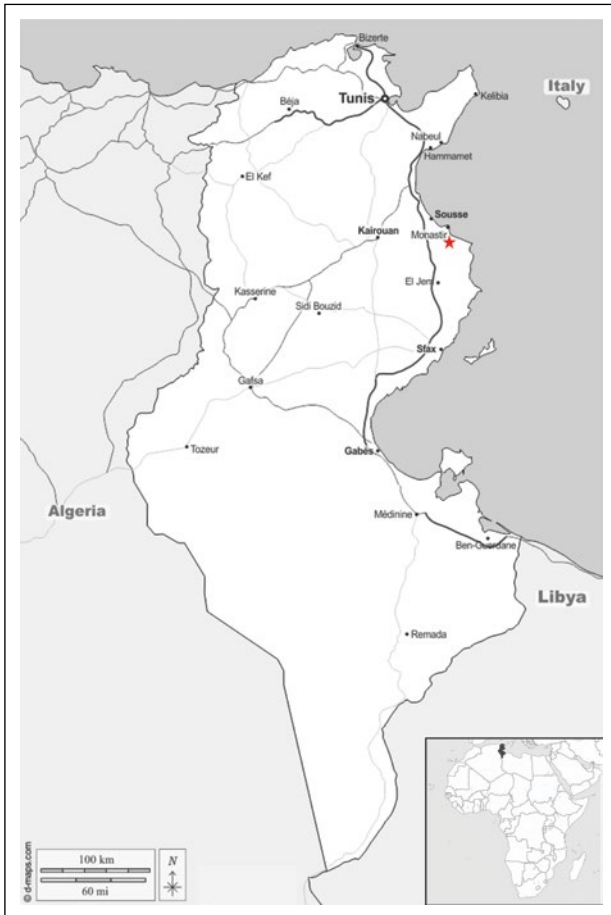 Bizerte
Tunis
Kelibia
Italy
Béja
Nabeul
Hammamet
El Kef
Sousse
Monastir
Kairouan
El Jem
Kasserine
Sidi Bouzid
Sfax
Gafsa
Tozeur
Gabès
Algeria
Médinine
Ben-Guerdane
Libya
Remada
100 km
60 mi
N
© d-maps.com